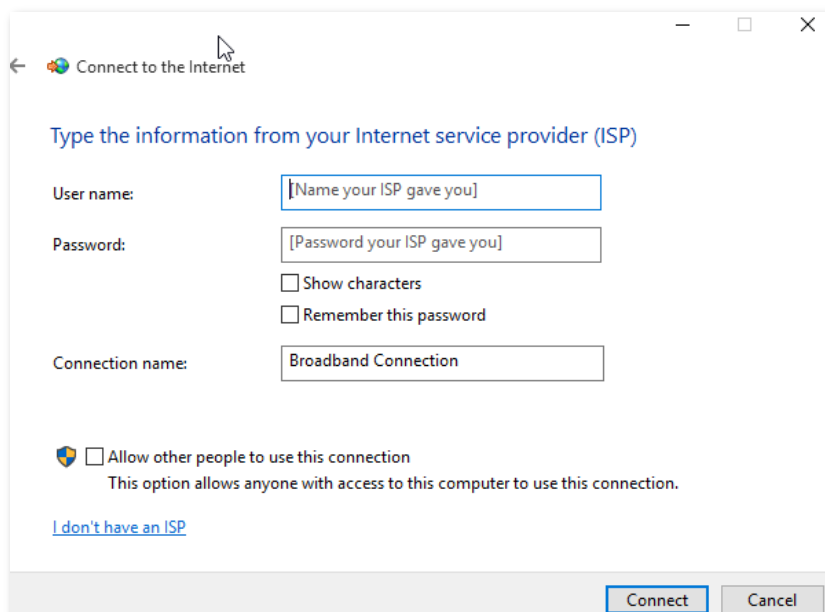 Connect to the Internet
Type the information from your Internet service provider (ISP)
User name:
[Name your ISP gave you]
Password:
[Password your ISP gave you]
Show characters
Remember this password
Connection name:
Broadband Connection
Allow other people to use this connection
This option allows anyone with access to this computer to use this connection.
I don't have an ISP
Connect
Cancel